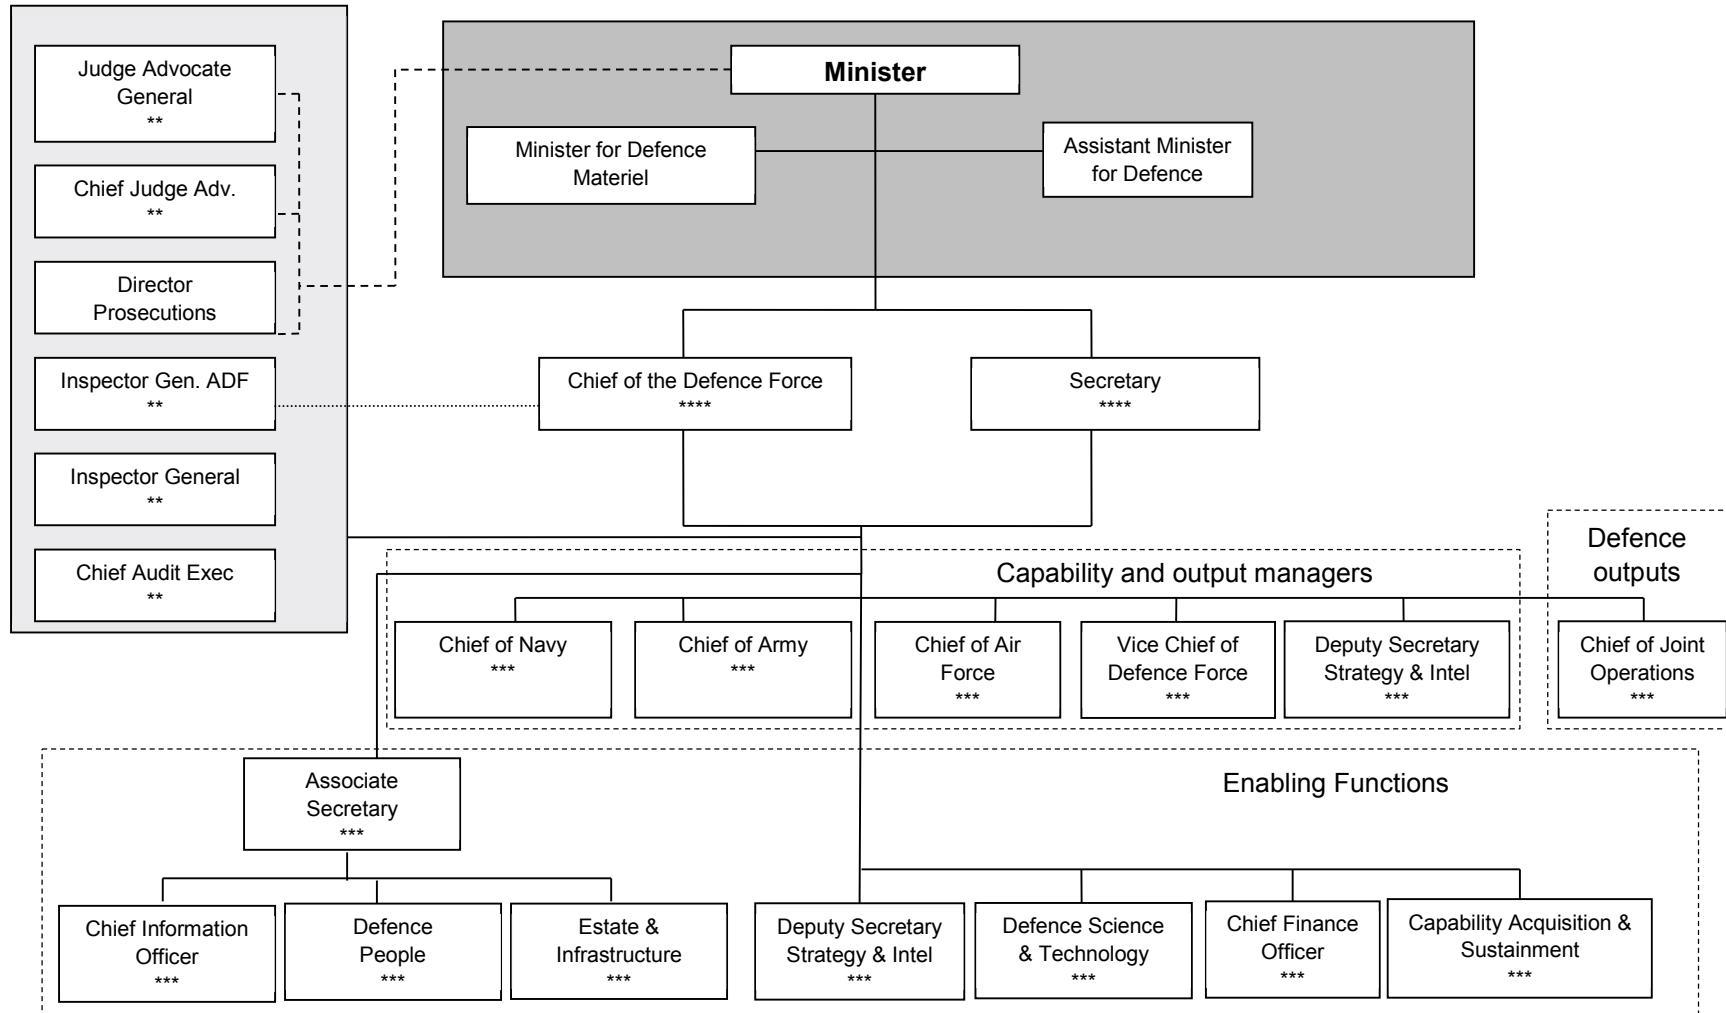 Judge Advocate
General
**
Chief Judge Adv.
**
Director
Prosecutions
Inspector Gen. ADF
**
Inspector General
**
Chief Audit Exec
**
Minister
Minister for Defence
Materiel
Assistant Minister
for Defence
Chief of the Defence Force
****
Secretary
****
Capability and output managers
Chief of Navy
***
Chief of Army
***
Chief of Air
Force
***
Vice Chief of
Defence Force
***
Deputy Secretary
Strategy & Intel
***
Defence
outputs
Chief of Joint
Operations
***
Enabling Functions
Associate
Secretary
***
Chief Information
Officer
***
Defence
People
***
Estate &
Infrastructure
***
Deputy Secretary
Strategy & Intel
***
Defence Science
& Technology
***
Chief Finance
Officer
***
Capability Acquisition &
Sustainment
***